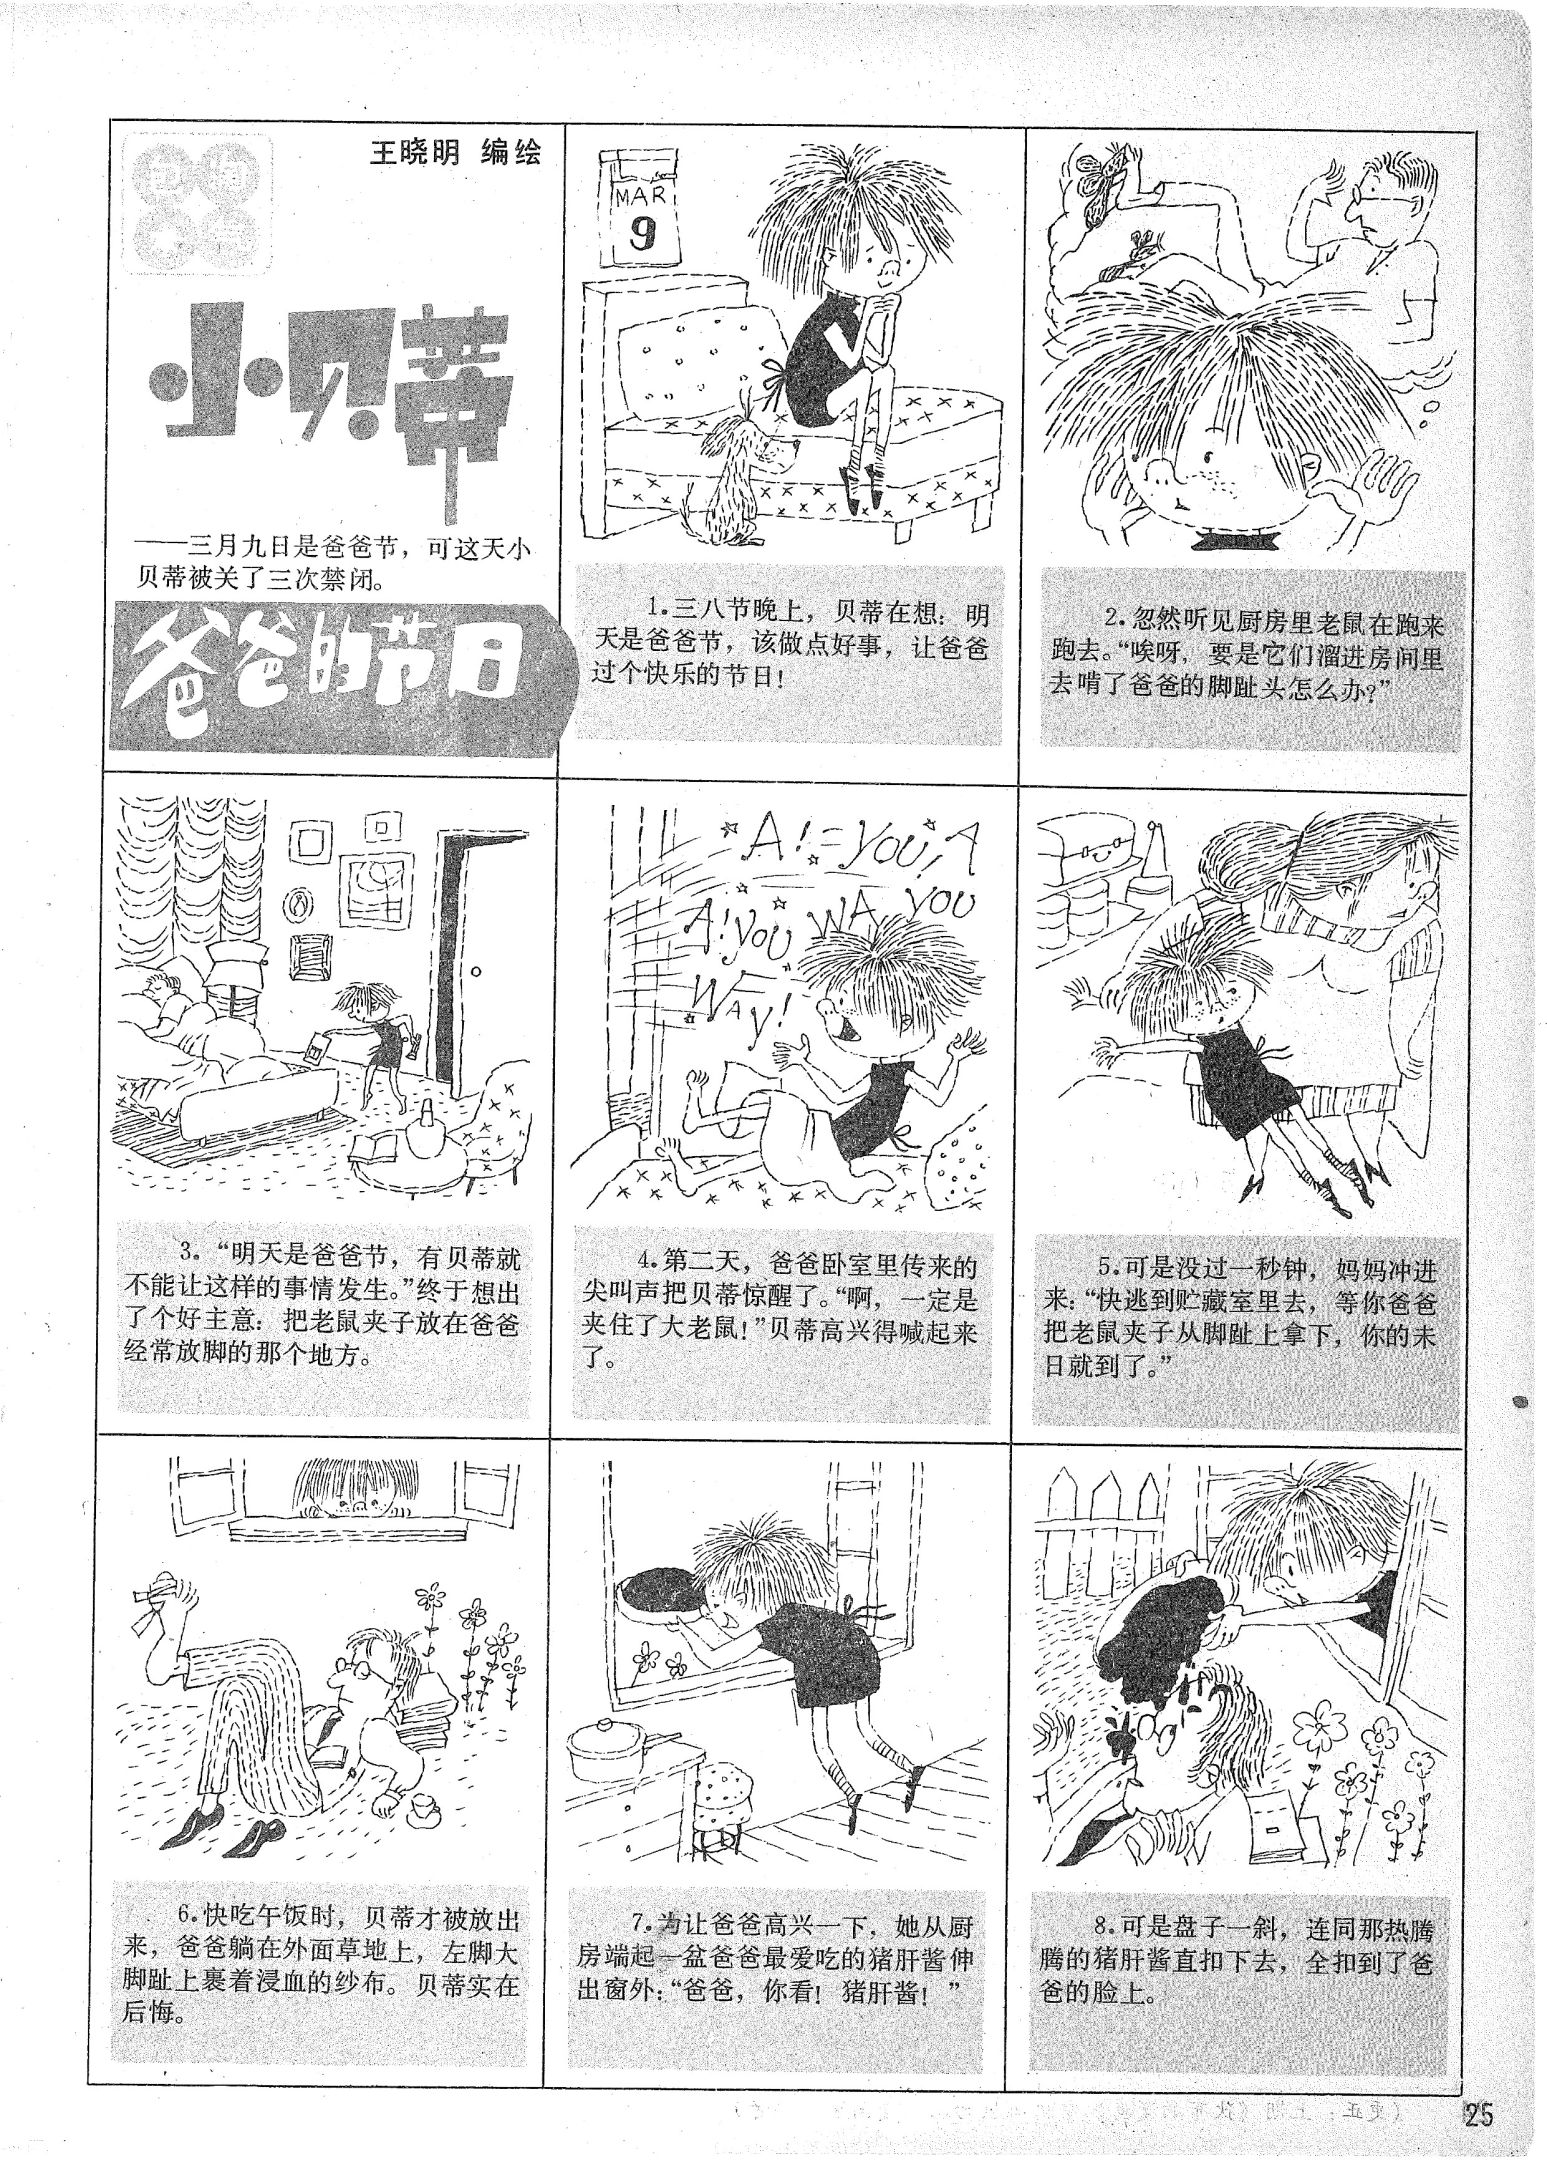 王晓明 编绘
小贝蒂
——三月九日是爸爸节，可这天小
贝蒂被关了三次禁闭。
爸爸的节日
MAR
9
1.三八节晚上，贝蒂在想：明
天是爸爸节，该做点好事，让爸爸
过个快乐的节日！
2.忽然听见厨房里老鼠在跑来
跑去。“唉呀，要是它们溜进房间里
去啃了爸爸的脚趾头怎么办？”
3.“明天是爸爸节，有贝蒂就
不能让这样的事情发生。”终于想出
了个好主意：把老鼠夹子放在爸爸
经常放脚的那个地方。
A!=YOU!A
A!YOU WA YOU
WAY!
4.第二天，爸爸卧室里传来的
尖叫声把贝蒂惊醒了。“啊，一定是
夹住了大老鼠！”贝蒂高兴得喊起来
了。
5.可是没过一秒钟，妈妈冲进
来：“快逃到贮藏室里去，等你爸爸
把老鼠夹子从脚趾上拿下，你的末
日就到了。”
6.快吃午饭时，贝蒂才被放出
来，爸爸躺在外面草地上，左脚大
脚趾上裹着浸血的纱布。贝蒂实在
后悔。
7.为让爸爸高兴一下，她从厨
房端起一盆爸爸最爱吃的猪肝酱伸
出窗外：“爸爸，你看！猪肝酱！”
8.可是盘子一斜，连同那热腾
腾的猪肝酱直扣下去，全扣到了爸
爸的脸上。
25